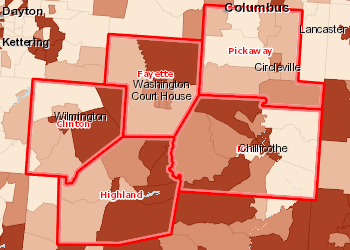 Dayton
Columbus
Kettering
Lancaster
Pickaway
Circleville
Fayette
Washington
Court House
Wilmington
Clinton
Chillicothe
Highland